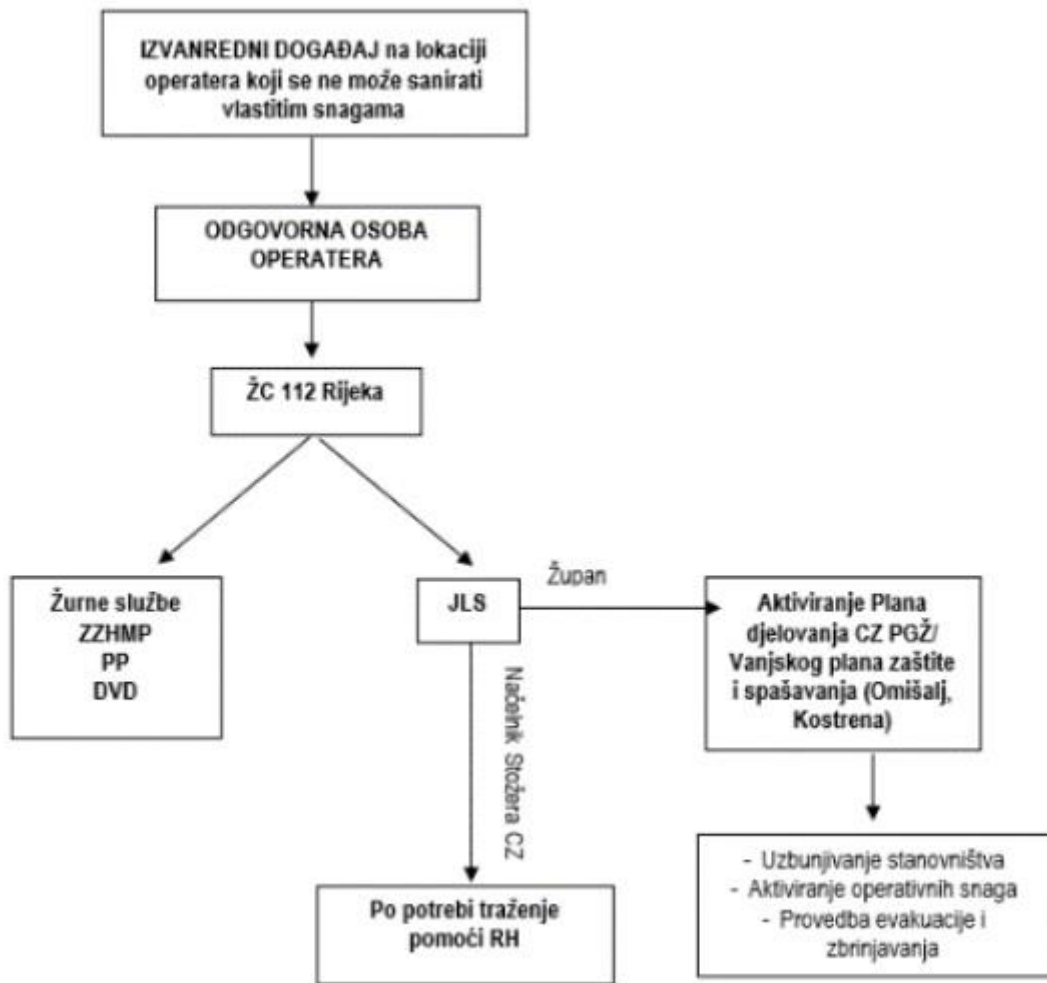 IZVANREDNI DOGAĐAJ na lokaciji
operatera koji se ne može sanirati
vlastitim snagama
ODGOVORNA OSOBA
OPERATERA
ŽC 112 Rijeka
Žurne službe
ZZHMP
PP
DVD
JLS
Župan
Aktiviranje Plana
djelovanja CZ PGŽ/
Vanjskog plana zaštite
i spašavanja (Omišalj,
Kostrena)
Načelnik Stožera CZ
Po potrebi traženje
pomoći RH
- Uzbunjivanje stanovništva
- Aktiviranje operativnih snaga
- Provedba evakuacije i
zbrinjavanja